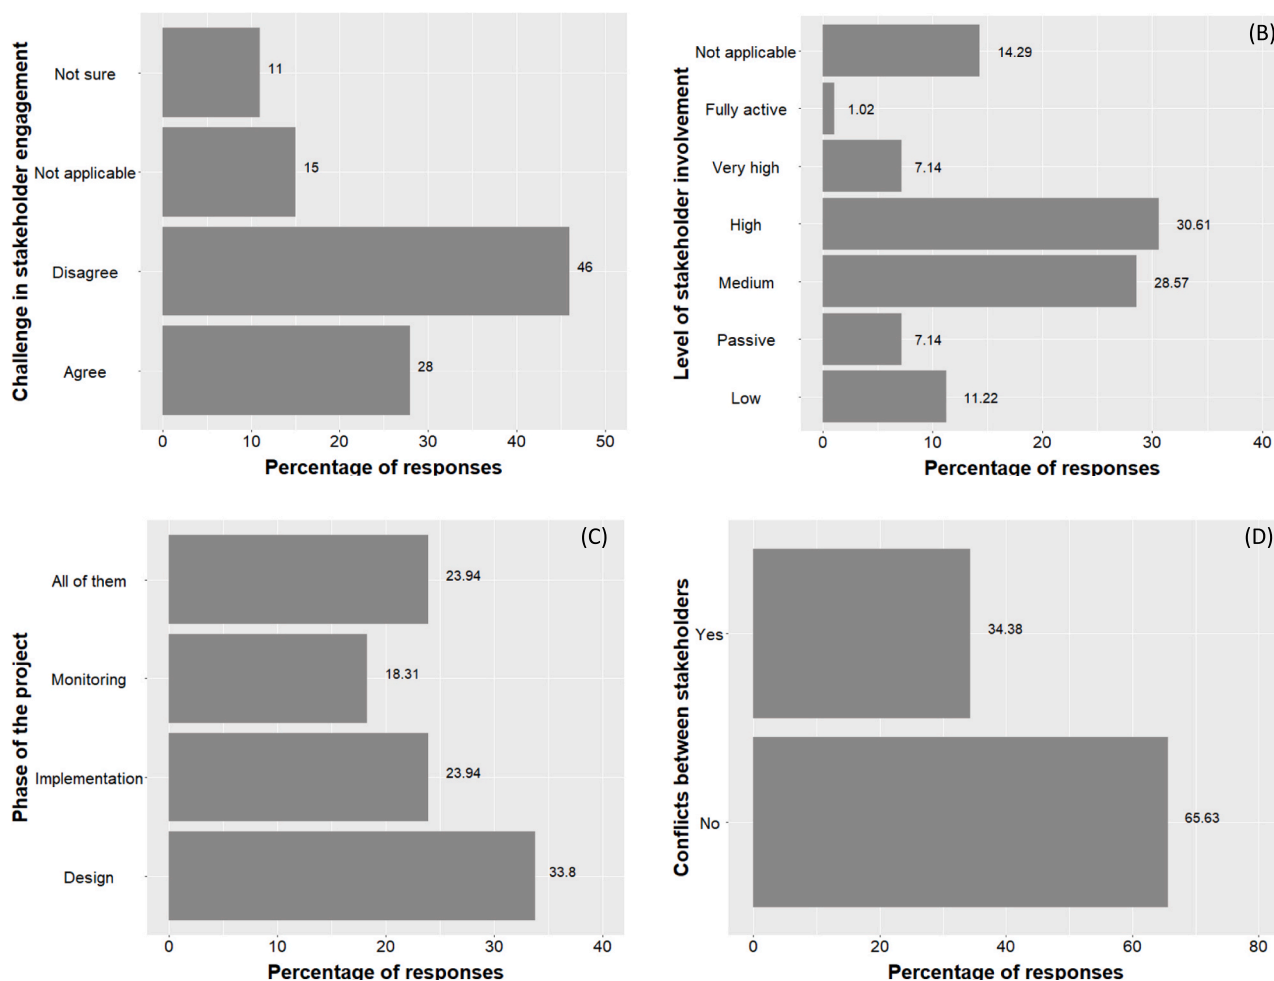 Challenge in stakeholder engagement
Not sure
11
Not applicable
15
Disagree
46
Agree
28
0 10 20 30 40 50
Percentage of responses
(B)
Level of stakeholder involvement
Not applicable
14.29
Fully active
1.02
Very high
7.14
High
30.61
Medium
28.57
Passive
7.14
Low
11.22
0 10 20 30 40
Percentage of responses
(C)
Phase of the project
All of them
23.94
Monitoring
18.31
Implementation
23.94
Design
33.8
0 10 20 30 40
Percentage of responses
(D)
Conflicts between stakeholders
Yes
34.38
No
65.63
0 20 40 60 80
Percentage of responses